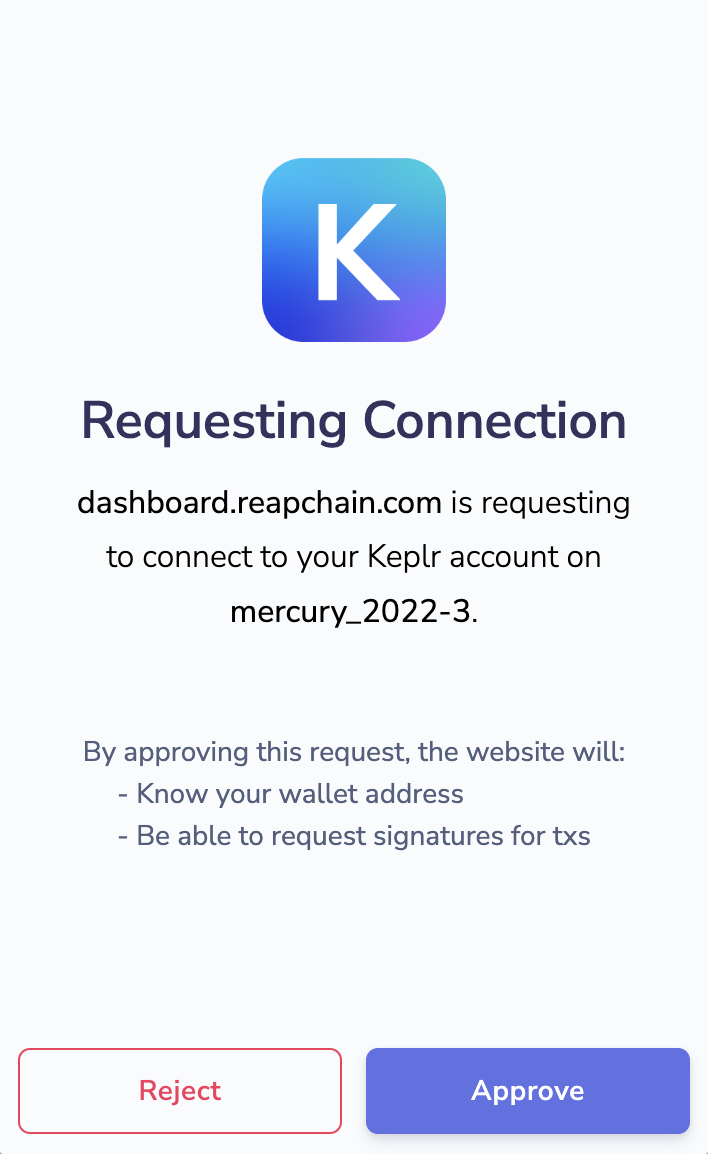 K
Requesting Connection
dashboard.reapchain.com is requesting
to connect to your Keplr account on
mercury_2022-3.
By approving this request, the website will:
- Know your wallet address
- Be able to request signatures for txs
Reject
Approve